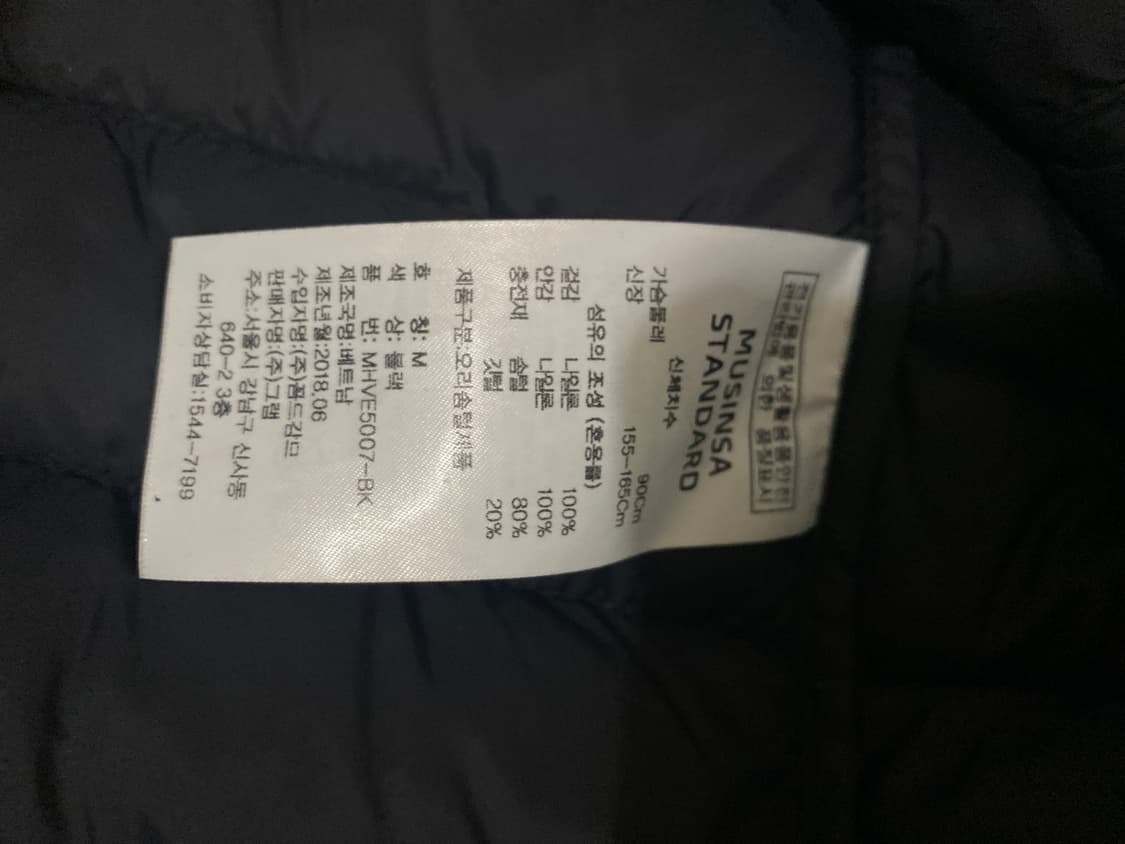 전기용품 및 생활용품 안전
관리법에 의한 품질표시
MUSINSA
STANDARD
신체치수
가슴둘레 90Cm
신장 155-165Cm
섬유의 조성 (혼용률)
겉감 나일론 100%
안감 나일론 100%
충전재 솜털 80%
깃털 20%
제품구분:오리솜털제품
호 칭: M
색 상: 블랙
품 번: MHVE5007-BK
제조국명:베트남
제조년월:2018.06
수입자명:(주)폼드감므
판매자명:(주)그랩
주소:서울시 강남구 신사동
640-2 3층
소비자상담실:1544-7199